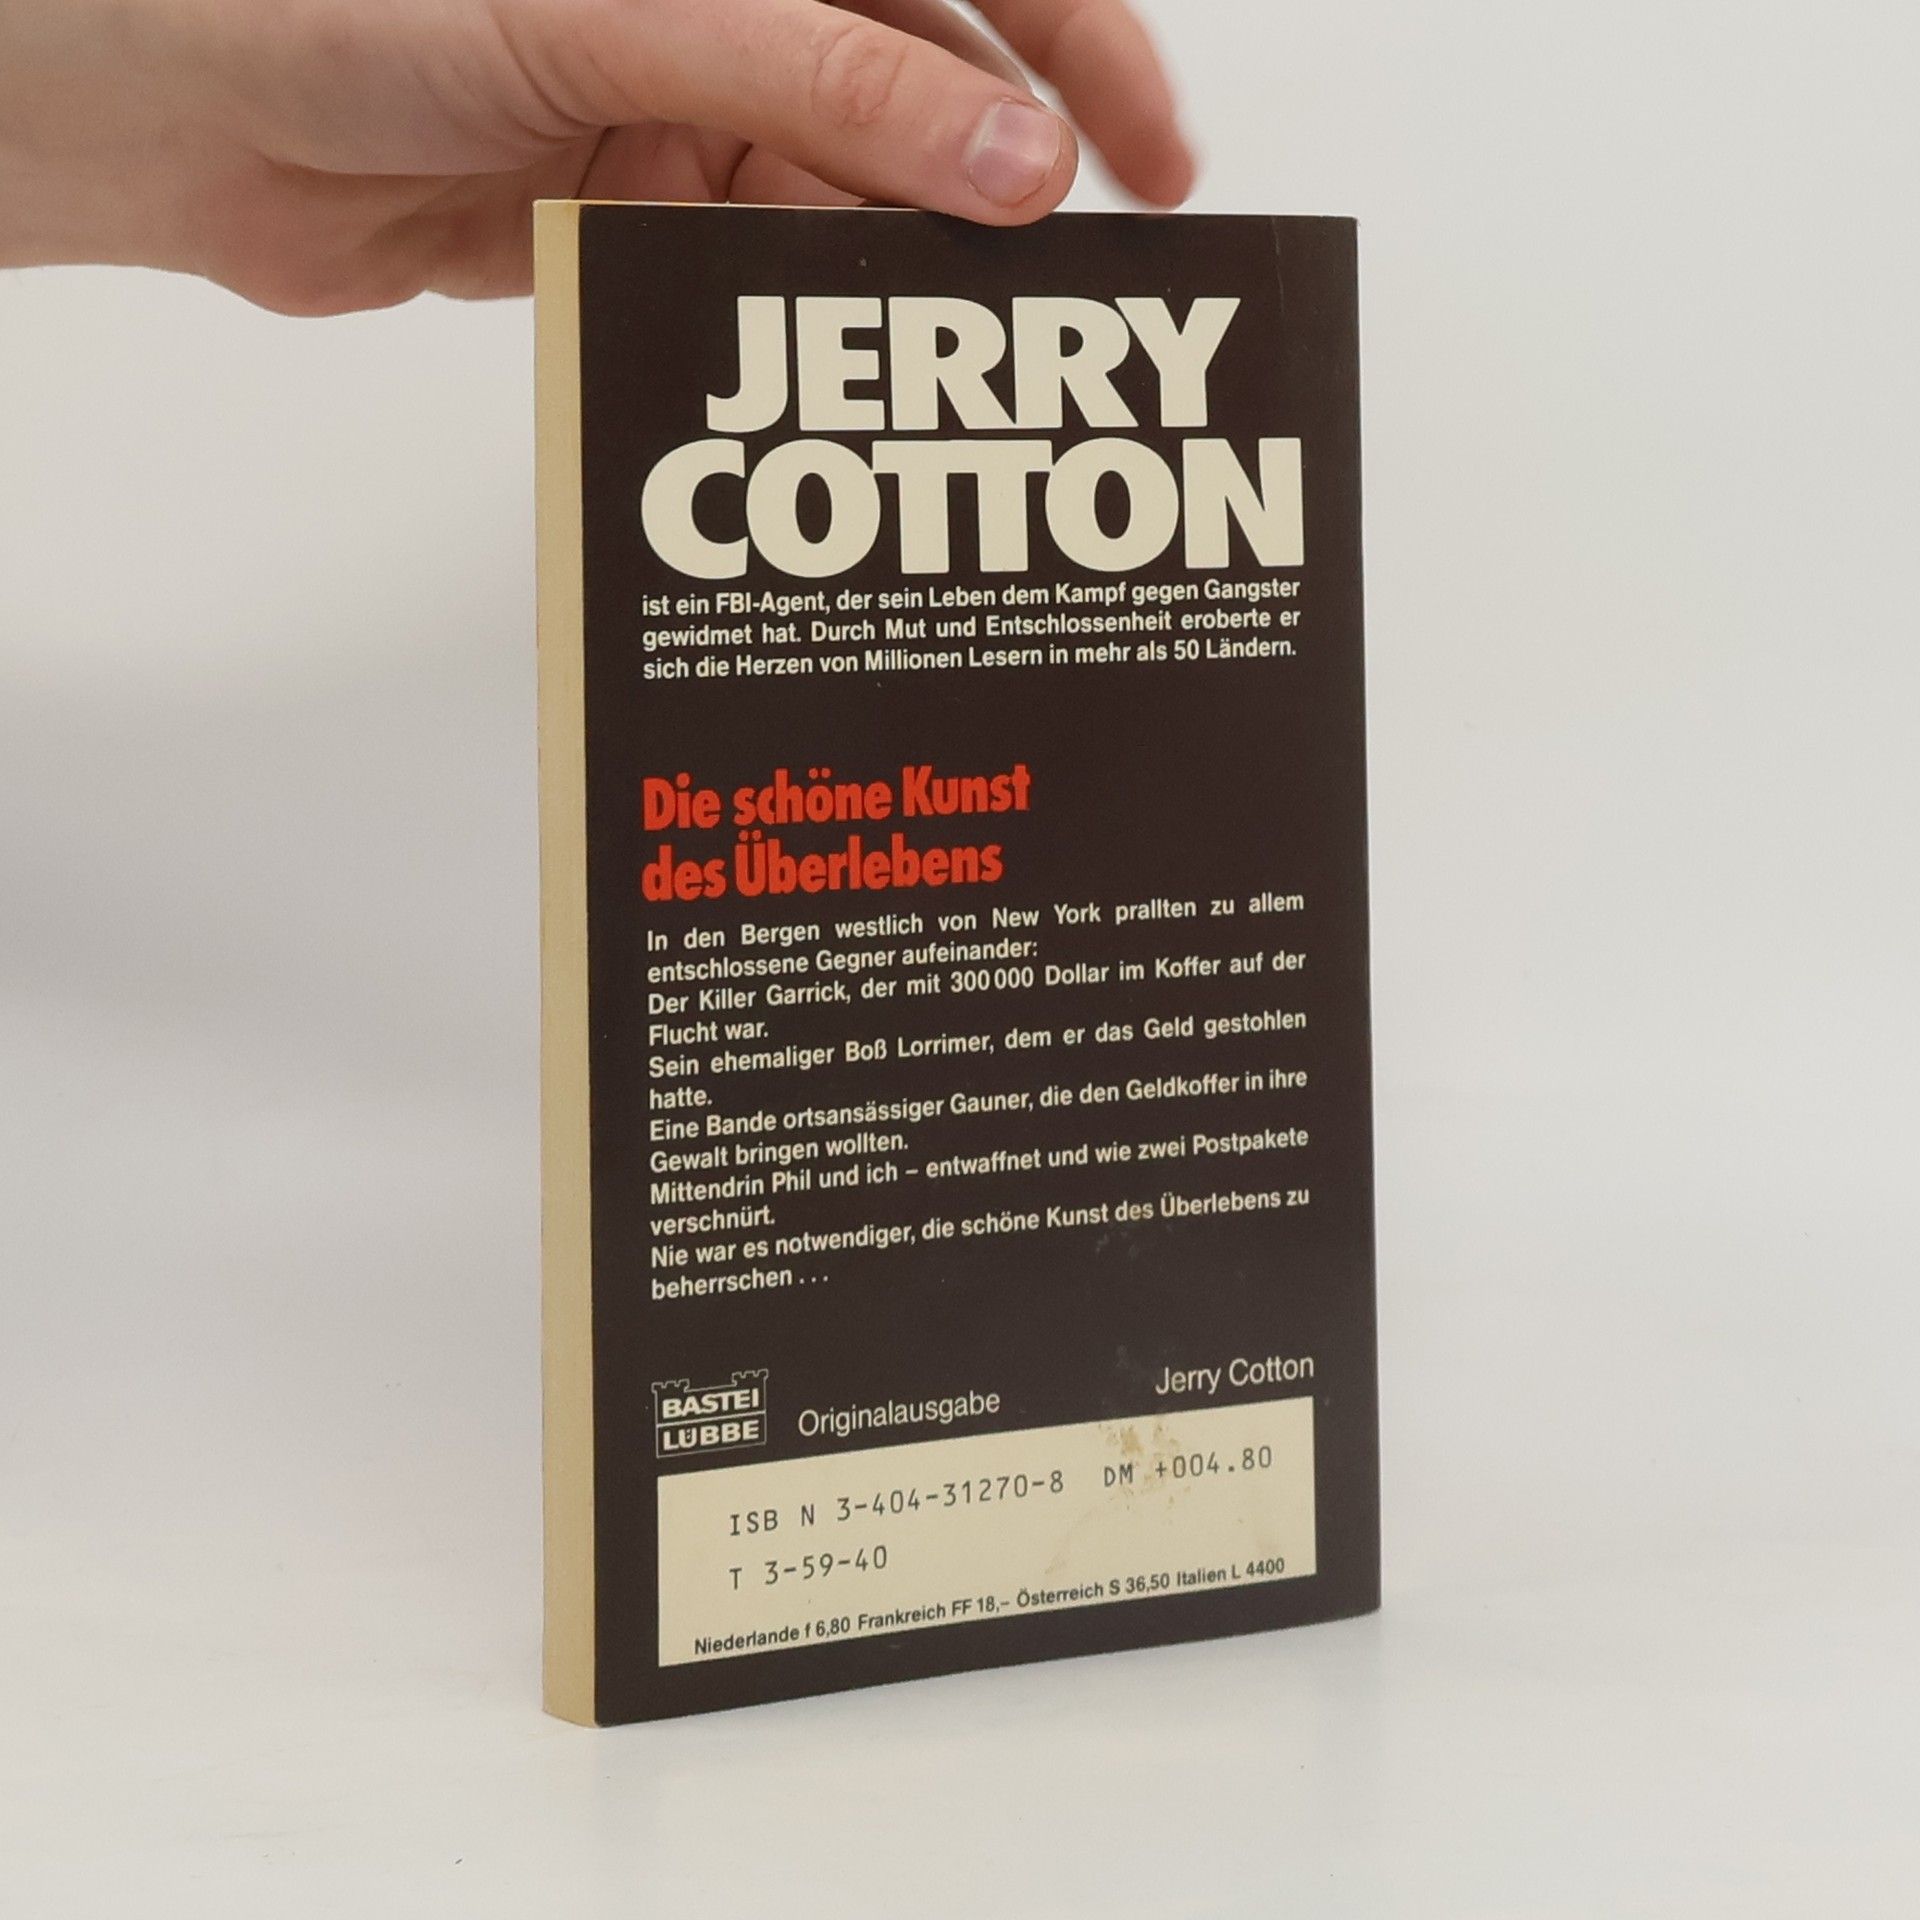 JERRY
COTTON
ist ein FBI-Agent, der sein Leben dem Kampf gegen Gangster
gewidmet hat. Durch Mut und Entschlossenheit eroberte er
sich die Herzen von Millionen Lesern in mehr als 50 Ländern.
Die schöne Kunst
des Überlebens
In den Bergen westlich von New York prallten zu allem
entschlossene Gegner aufeinander:
Der Killer Garrick, der mit 300 000 Dollar im Koffer auf der
Flucht war.
Sein ehemaliger Boß Lorrimer, dem er das Geld gestohlen
hatte.
Eine Bande ortsansässiger Gauner, die den Geldkoffer in ihre
Gewalt bringen wollten.
Mittendrin Phil und ich – entwaffnet und wie zwei Postpakete
verschnürt.
Nie war es notwendiger, die schöne Kunst des Überlebens zu
beherrschen . . .
Jerry Cotton
BASTEI
LÜBBE
Originalausgabe
ISB N 3-404-31270-8 DM +004.80
T 3-59-40
Niederlande f 6,80 Frankreich FF 18,– Österreich S 36,50 Italien L 4400